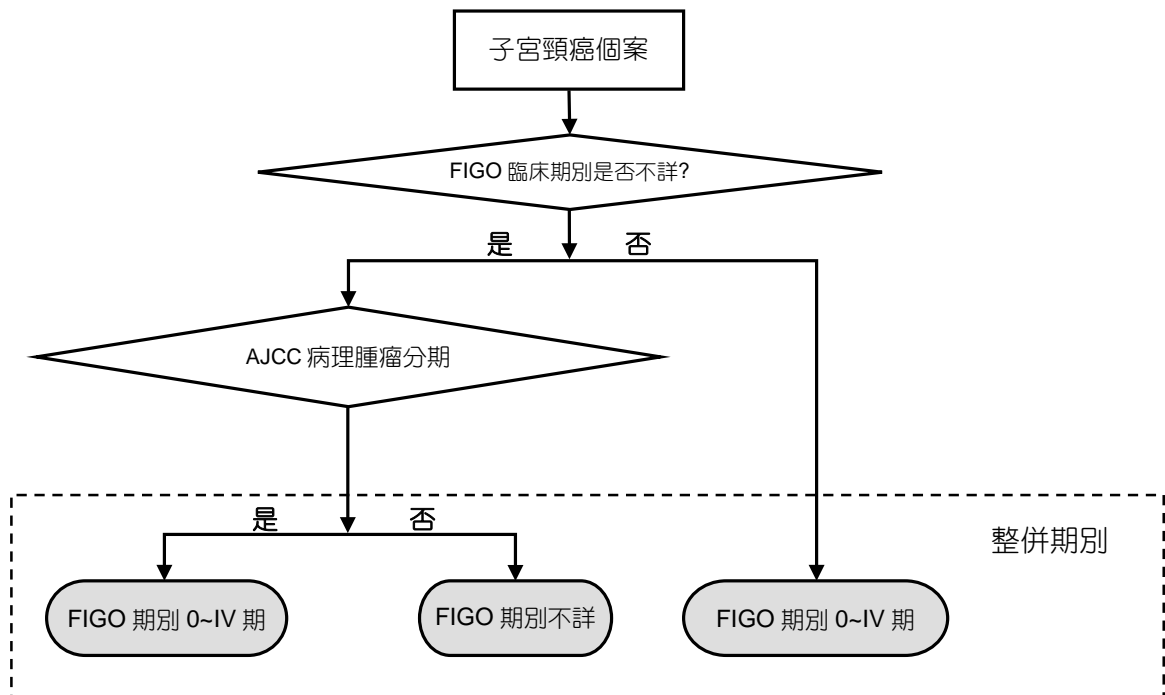 子宮頸癌個案
FIGO 臨床期別是否不詳?
是 否
AJCC 病理腫瘤分期
是 否
整併期別
FIGO 期別 0~IV 期
FIGO 期別不詳
FIGO 期別 0~IV 期